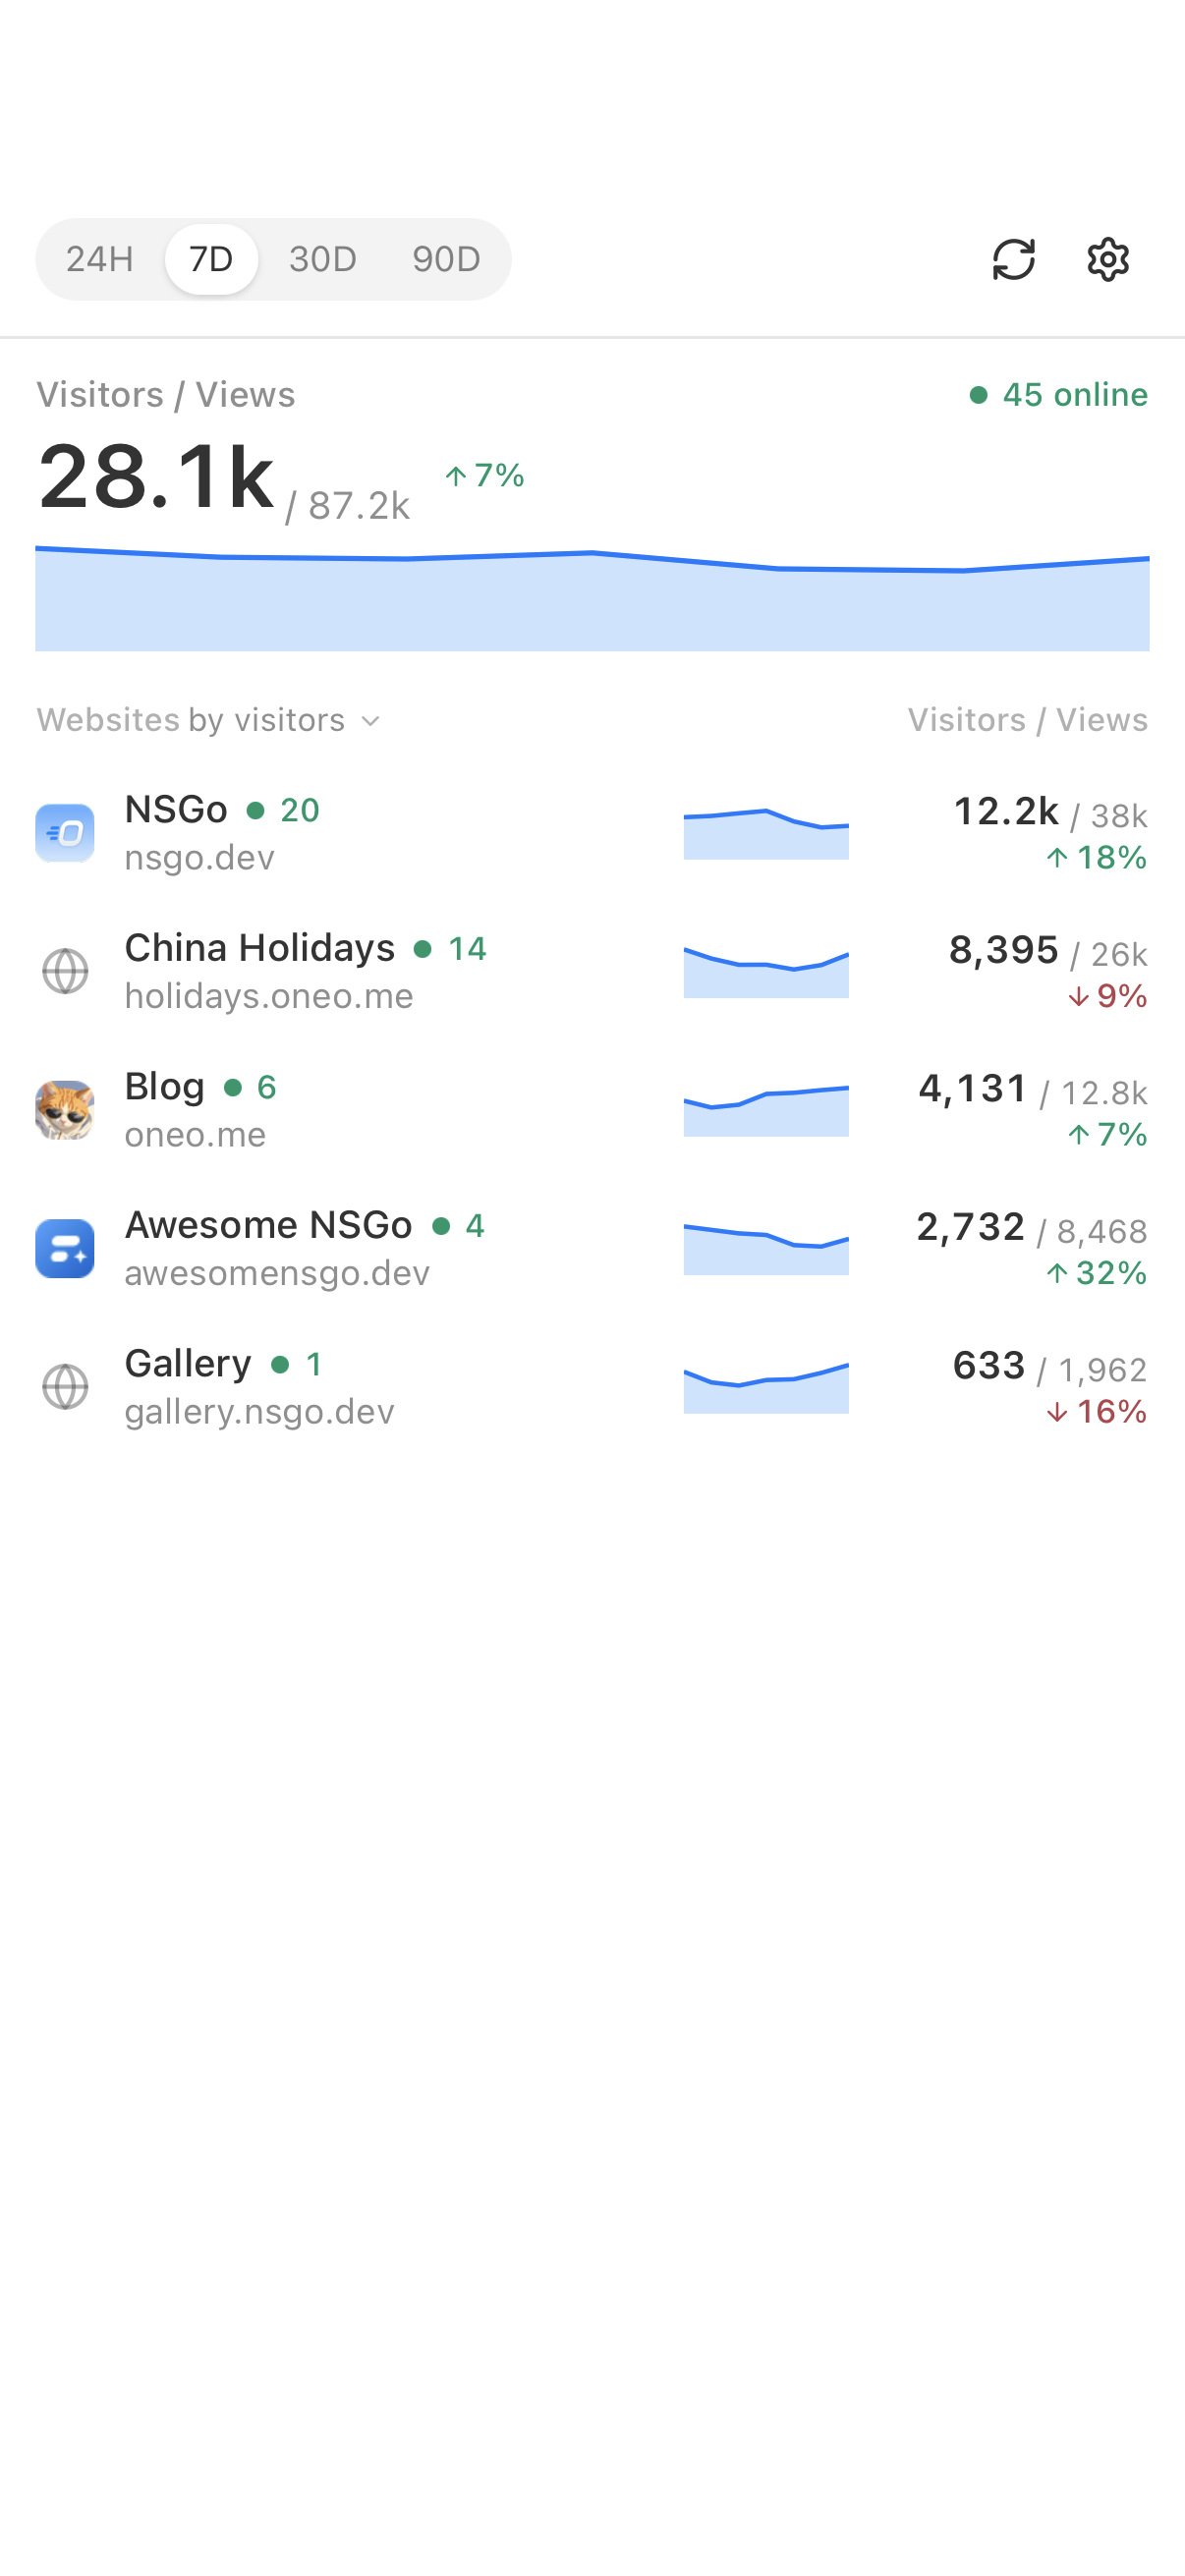 24H 7D 30D 90D
Visitors / Views 45 online
28.1k / 87.2k ↑ 7%
Websites by visitors Visitors / Views
NSGo 20 12.2k / 38k
nsgo.dev ↑ 18%
China Holidays 14 8,395 / 26k
holidays.oneo.me ↓ 9%
Blog 6 4,131 / 12.8k
oneo.me ↑ 7%
Awesome NSGo 4 2,732 / 8,468
awesomensgo.dev ↑ 32%
Gallery 1 633 / 1,962
gallery.nsgo.dev ↓ 16%